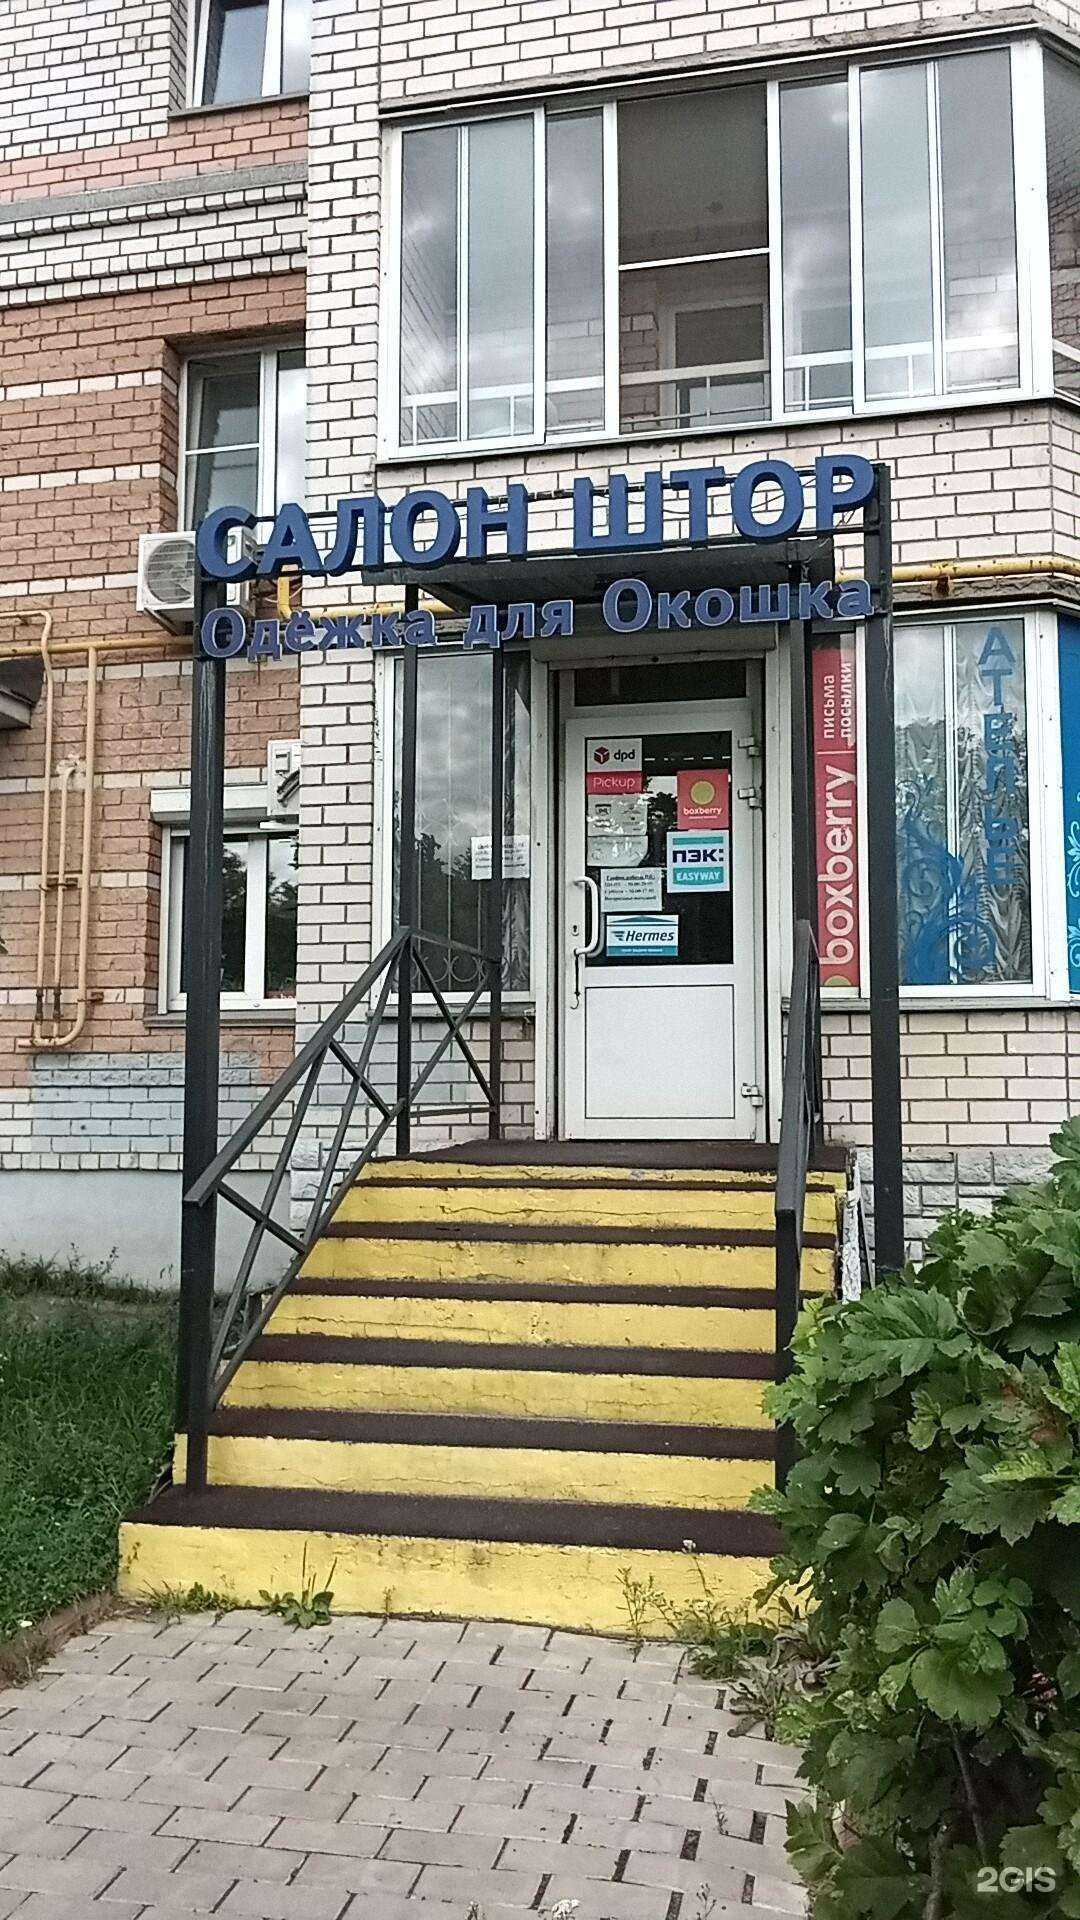 САЛОН ШТОР
Одёжка для Окошка
dpd
Pickup
boxberry
ПЭК:
EASYWAY
Hermes
boxberry
письма
посылки
АТЕЛЬЕ
2GIS